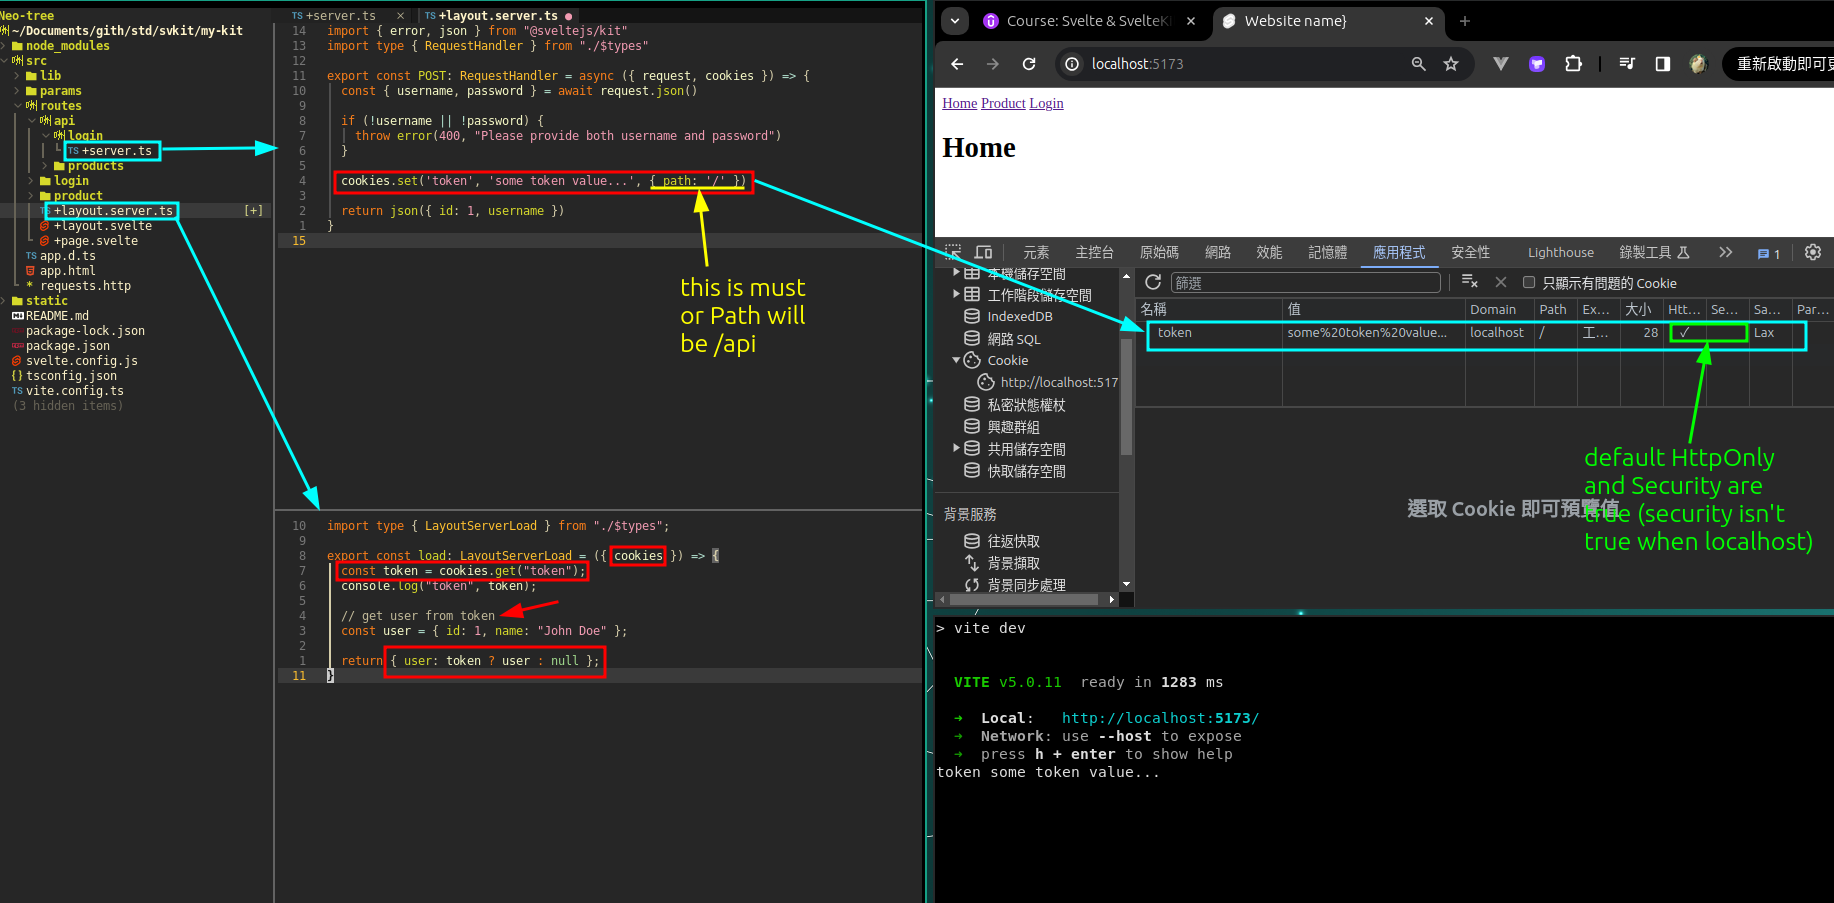 Neo-tree
~/Documents/gith/std/svkit/my-kit
node_modules
src
lib
params
routes
api
login
TS +server.ts
products
login
product
TS +layout.server.ts [+]
+layout.svelte
+page.svelte
TS app.d.ts
app.html
* requests.http
static
README.md
package-lock.json
package.json
svelte.config.js
{} tsconfig.json
TS vite.config.ts
(3 hidden items)
TS +server.ts × TS +layout.server.ts ●
14 import { error, json } from "@sveltejs/kit"
13 import type { RequestHandler } from "./$types"
12
11 export const POST: RequestHandler = async ({ request, cookies }) => {
10 const { username, password } = await request.json()
9
8 if (!username || !password) {
7 throw error(400, "Please provide both username and password")
6 }
5
4 cookies.set('token', 'some token value...', { path: '/' })
3
2 return json({ id: 1, username })
1 }
15
this is must
or Path will
be /api
10 import type { LayoutServerLoad } from "./$types";
9
8 export const load: LayoutServerLoad = ({ cookies }) => {
7 const token = cookies.get("token");
6 console.log("token", token);
5
4 // get user from token
3 const user = { id: 1, name: "John Doe" };
2
1 return { user: token ? user : null };
11 }
Course: Svelte & SvelteKi × Website name} × +
localhost:5173 重新啟動即可更
Home Product Login
Home
元素 主控台 原始碼 網路 效能 記憶體 應用程式 安全性 Lighthouse 錄製工具 1
本機儲存空間
工作階段儲存空間
IndexedDB
網路 SQL
Cookie
http://localhost:517
私密狀態權杖
興趣群組
共用儲存空間
快取儲存空間
背景服務
往返快取
背景擷取
背景同步處理
篩選 只顯示有問題的 Cookie
名稱 值 Domain Path Ex... 大小 Htt... Se... Sa... Par...
token some%20token%20value... localhost / 工... 28 ✓ Lax
選取 Cookie 即可預覽值
default HttpOnly
and Security are
true (security isn't
true when localhost)
> vite dev
VITE v5.0.11 ready in 1283 ms
➜ Local: http://localhost:5173/
➜ Network: use --host to expose
➜ press h + enter to show help
token some token value...